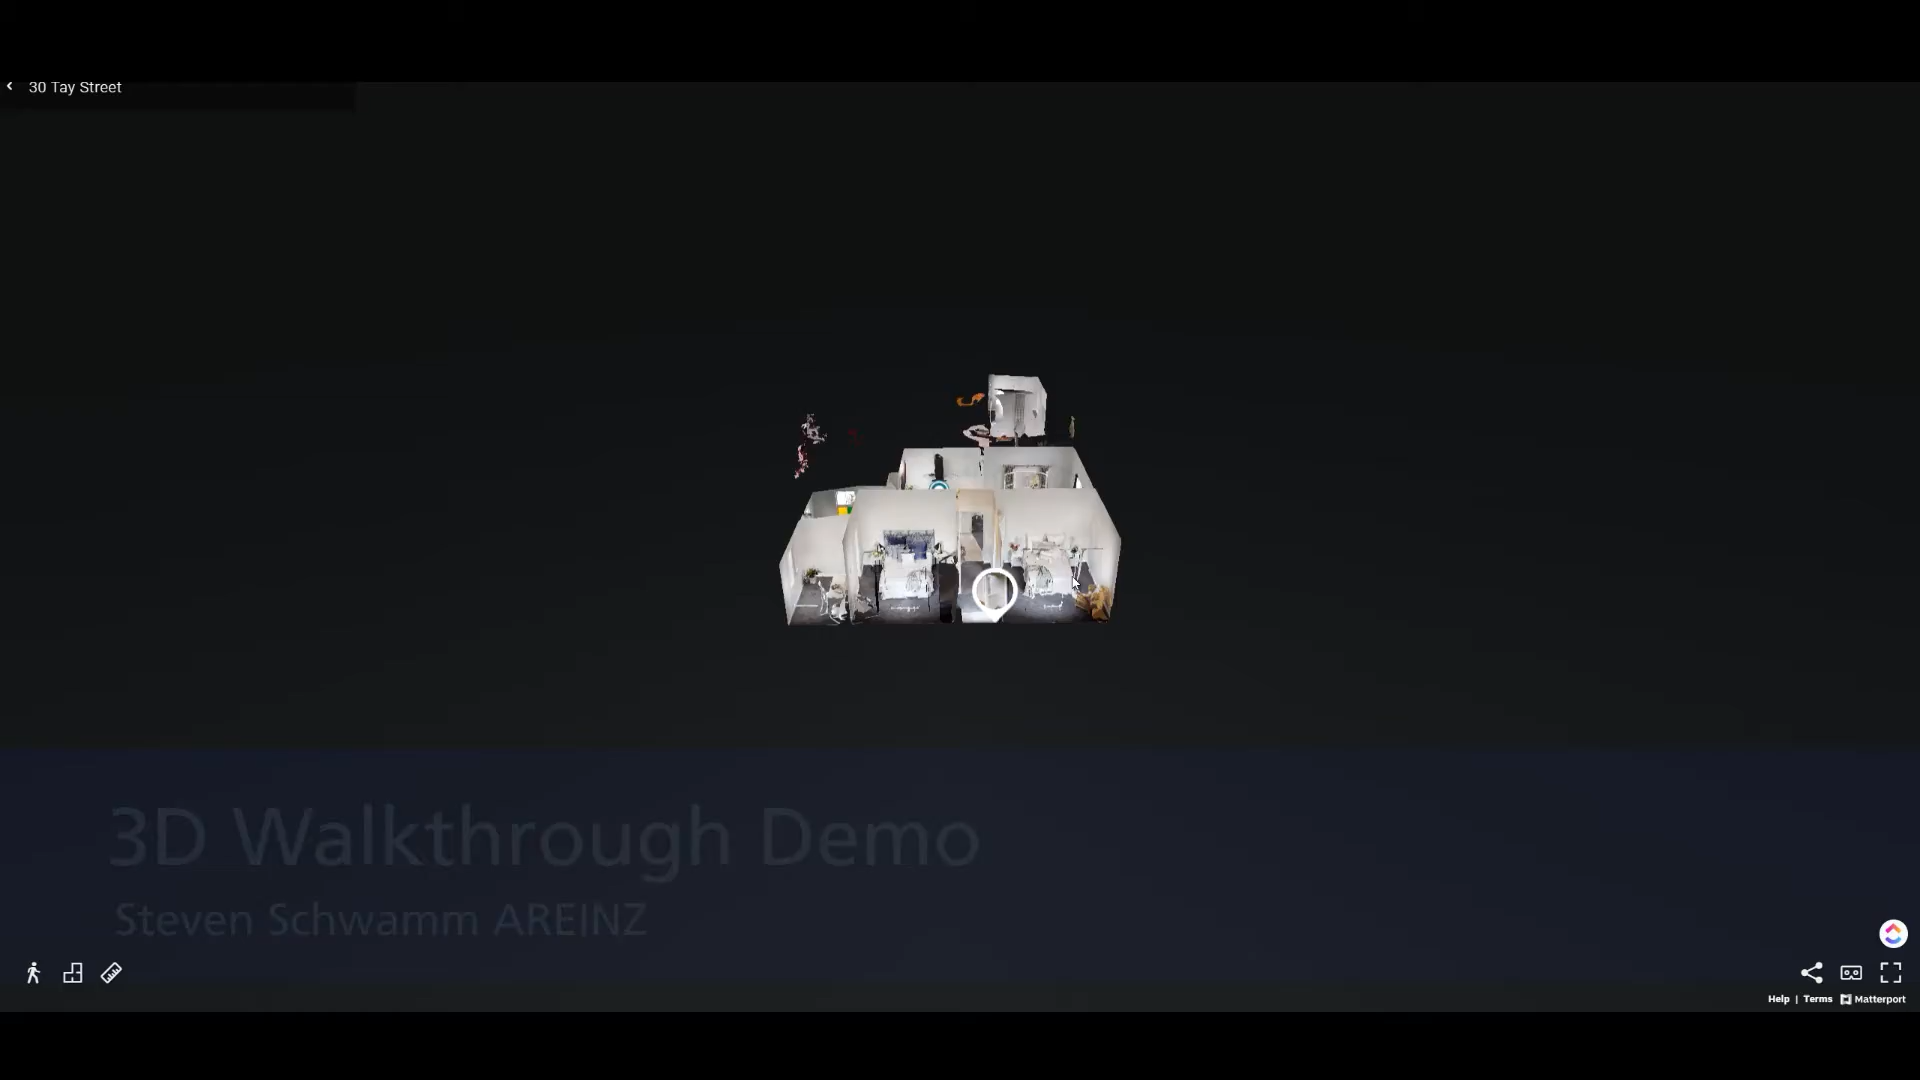 30 Tay Street
3D Walkthrough Demo
Steven Schwamm AREINZ
Help | Terms Matterport